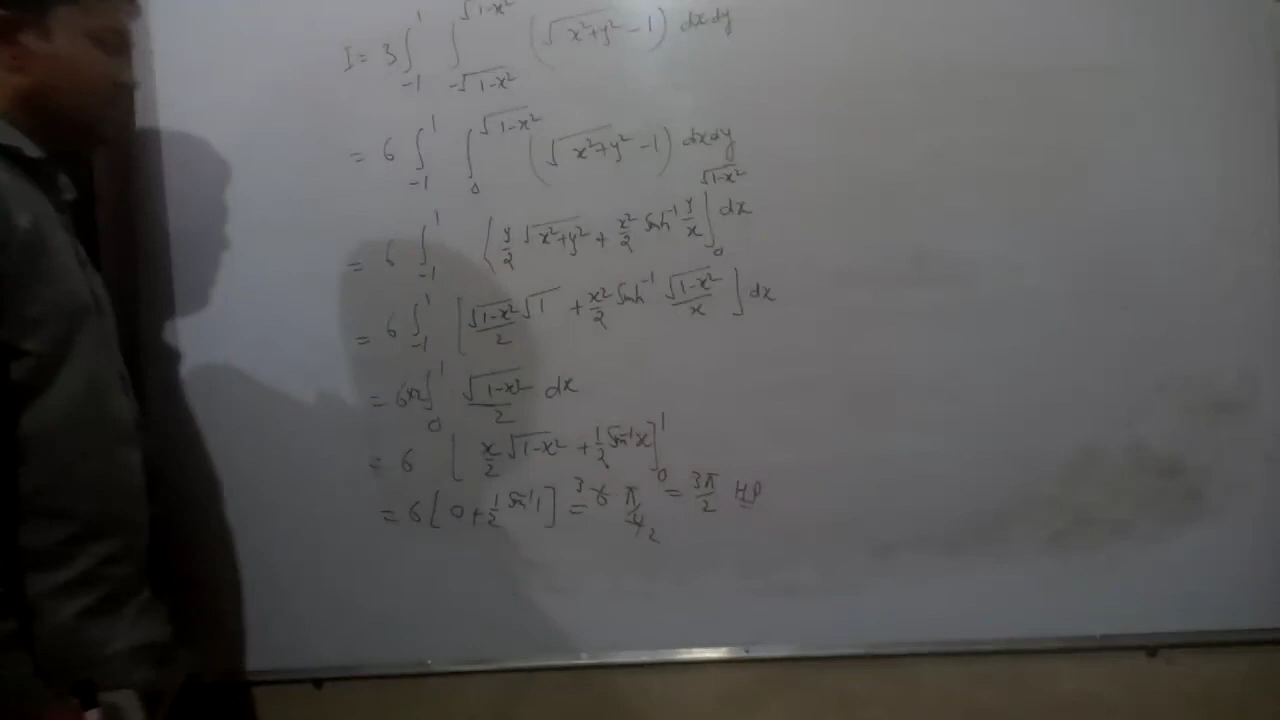 I = 3 ∫_{-1}^{1} ∫_{-√(1-x²)}^{√(1-x²)} (√(x²+y²) - 1) dx dy
= 6 ∫_{-1}^{1} ∫_{0}^{√(1-x²)} (√(x²+y²) - 1) dx dy
= 6 ∫_{-1}^{1} [y/2 √(x²+y²) + x²/2 Sinh⁻¹ y/x]_{0}^{√(1-x²)} dx
= 6 ∫_{-1}^{1} [√(1-x²)/2 √1 + x²/2 Sinh⁻¹ √(1-x²)/x] dx
= 6×2 ∫_{0}^{1} √(1-x²)/2 dx
= 6 [x/2 √(1-x²) + 1/2 Sin⁻¹x]_{0}^{1}
= 6 [0 + 1/2 Sin⁻¹1] = 3 6 π/4 2 = 3π/2 HP